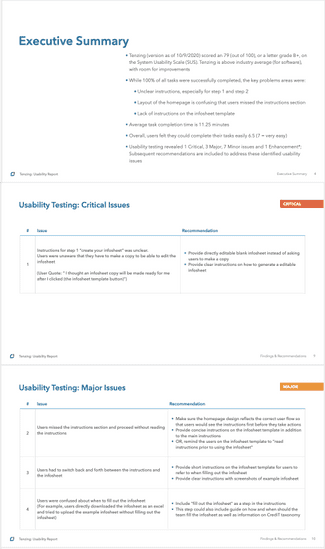 Executive Summary
• Tenzing (version as of 10/9/2020) scored an 79 (out of 100), or a letter grade B+, on
the System Usability Scale (SUS). Tenzing is above industry average (for software),
with room for improvements
• While 100% of all tasks were successfully completed, the key problems areas were:
• Unclear instructions, especially for step 1 and step 2
• Layout of the homepage is confusing that users missed the instructions section
• Lack of instructions on the infosheet template
• Average task completion time is 11.25 minutes
• Overall, users felt they could complete their tasks easily 6.5 (7 = very easy)
• Usability testing revealed 1 Critical, 3 Major, 7 Minor issues and 1 Enhancement*;
Subsequent recommendations are included to address these identified usability
issues
Tenzing: Usability Report
Executive Summary
Usability Testing: Critical Issues
CRITICAL
# Issue Recommendation
1
Instructions for step 1 "create your infosheet" was unclear.
Users were unaware that they have to make a copy to be able to edit the
infosheet
(User Quote: "I thought an infosheet copy will be made ready for me
after I clicked (the infosheet template button)")
• Provide directly editable blank infosheet instead of asking
users to make a copy
• Provide clear instructions on how to generate a editable
infosheet
Tenzing: Usability Report
Findings & Recommendations
Usability Testing: Major Issues
MAJOR
# Issue Recommendation
2
Users missed the instructions section and proceed without reading
the instructions
• Make sure the homepage design reflects the correct user flow so
that users would see the instructions first before they take actions
• Provide concise instructions on the infosheet template in addition
to the main instructions
• OR, remind the users on the infosheet template to "read
instructions prior to using the infosheet"
3
Users had to switch back and forth between the instructions and
the infosheet
• Provide short instructions on the infosheet template for users to
refer to when filling out the infosheet
• Provide clear instructions with screenshots of example infosheet
4
Users were confused about when to fill out the infosheet
(For example, users directly downloaded the infosheet as an excel
and tried to upload the example infosheet without filling out the
infosheet)
• Include "fill out the infosheet" as a step in the instructions
• This step could also include guide on how and when should the
team fill the infosheet as well as information on CrediT taxonomy
Tenzing: Usability Report
Findings & Recommendations